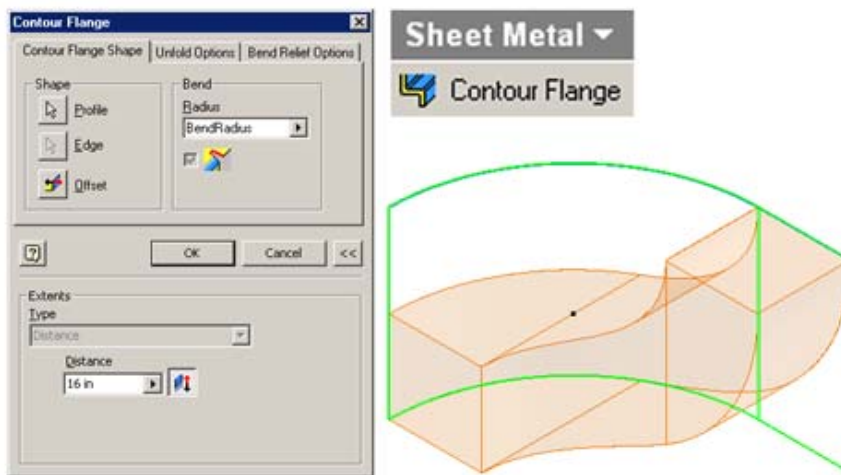 Contour Flange
Contour Flange Shape
Unfold Options
Bend Relief Options
Shape
Profile
Edge
Offset
Bend
Radius
BendRadius
OK
Cancel
<<
Extents
Type
Distance
Distance
16 in
Sheet Metal
Contour Flange